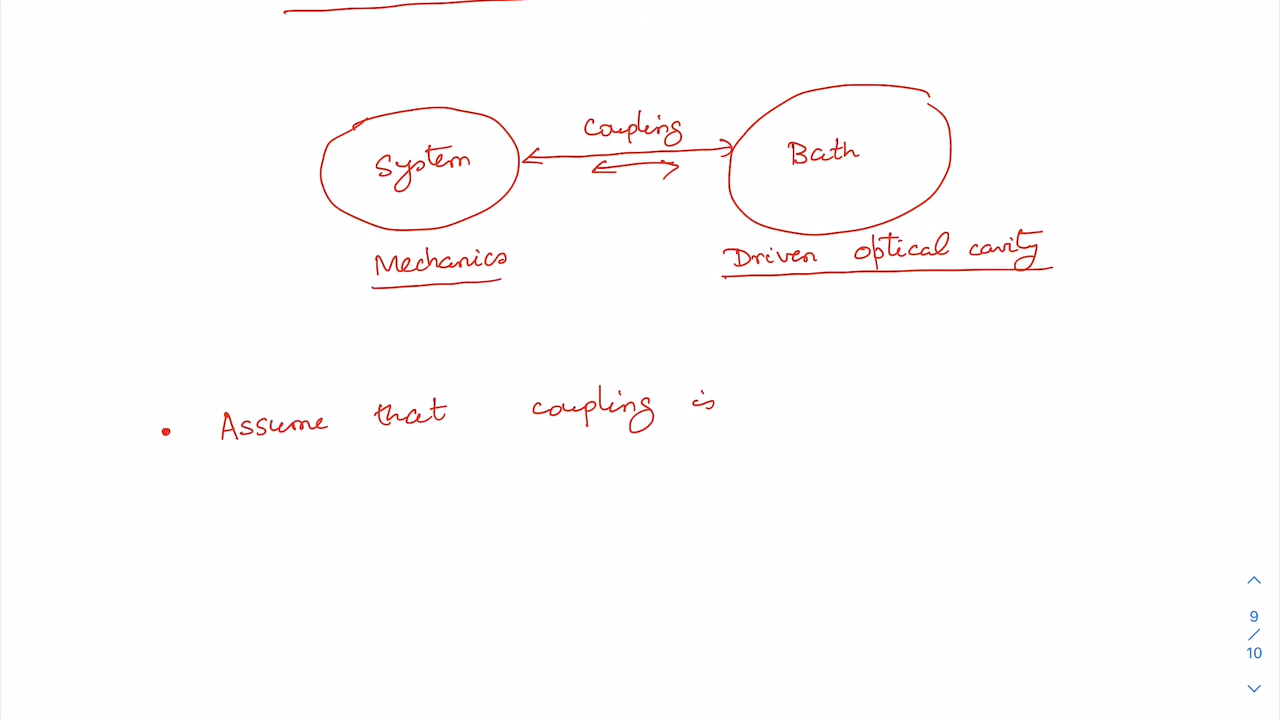 Coupling
System
Bath
Mechanics
Driven optical cavity
• Assume that coupling is
9
/
10